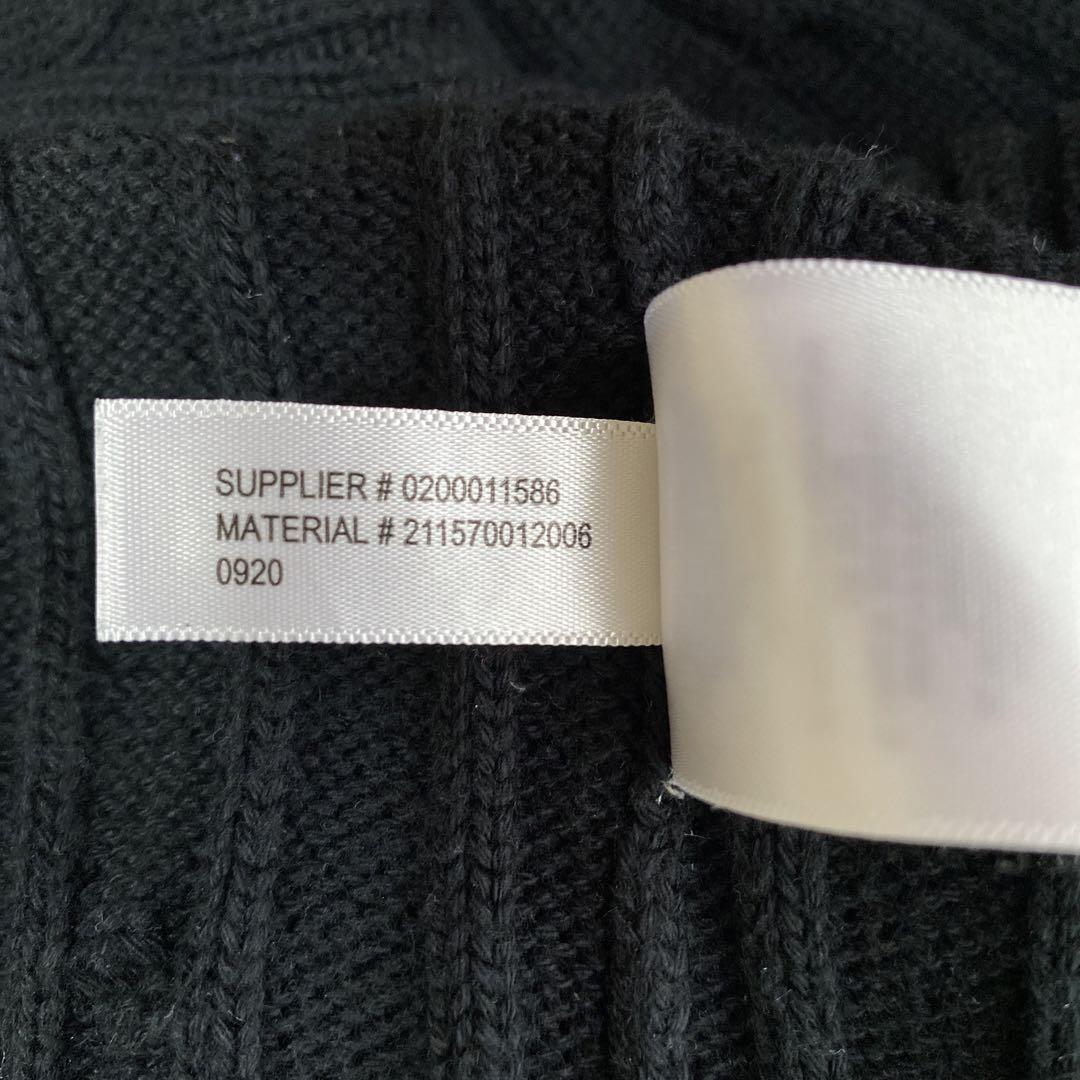 SUPPLIER # 0200011586
MATERIAL # 211570012006
0920